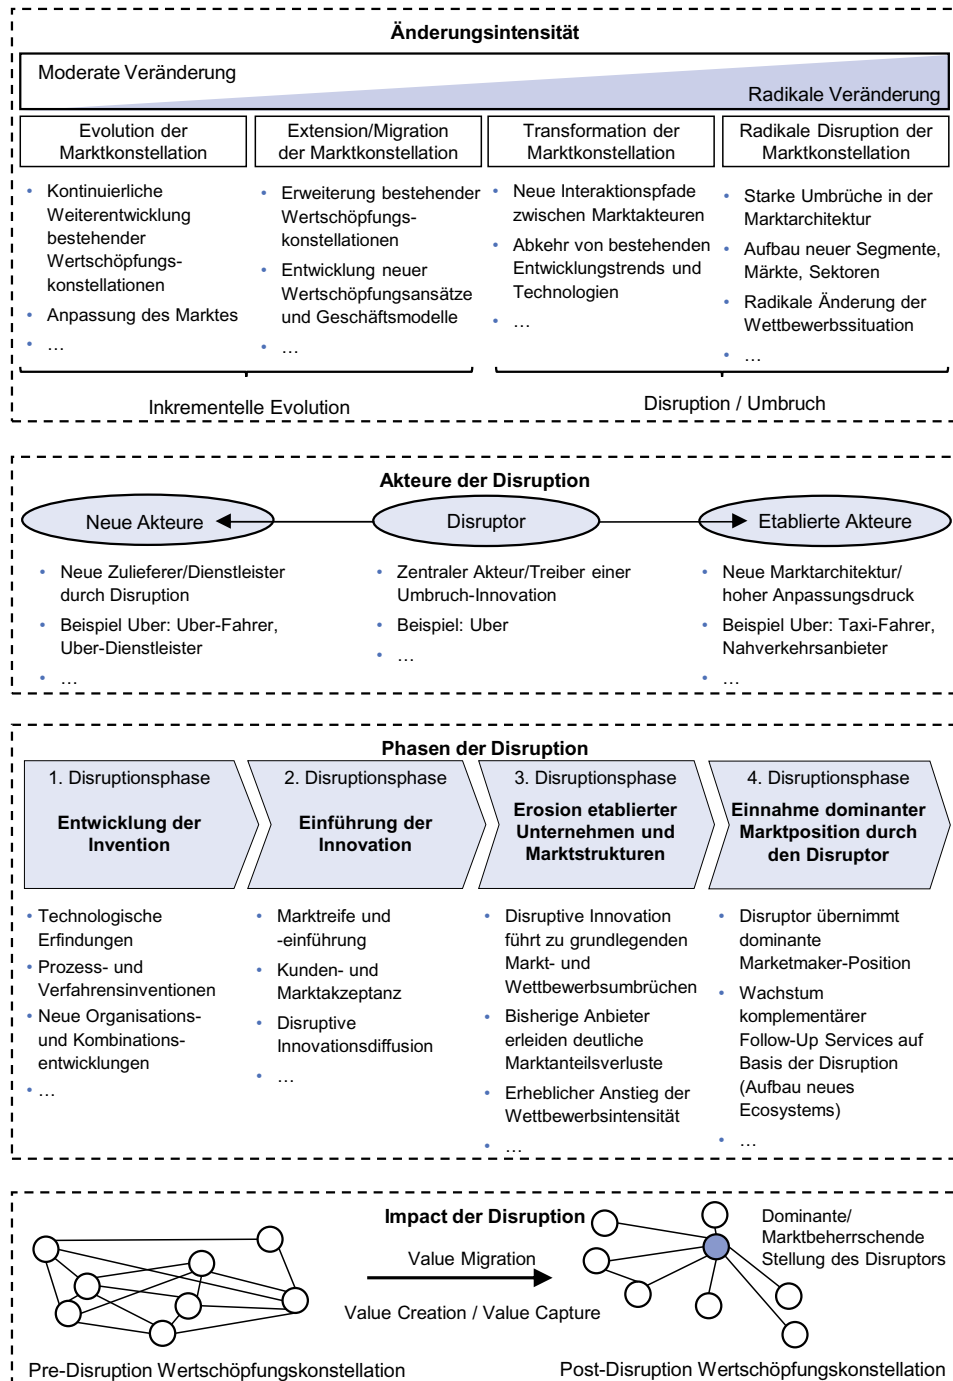 Änderungsintensität
Moderate Veränderung
Radikale Veränderung
Evolution der
Marktkonstellation
• Kontinuierliche
Weiterentwicklung
bestehender
Wertschöpfungs-
konstellationen
• Anpassung des Marktes
• …
Extension/Migration
der Marktkonstellation
• Erweiterung bestehender
Wertschöpfungs-
konstellationen
• Entwicklung neuer
Wertschöpfungsansätze
und Geschäftsmodelle
• …
Transformation der
Marktkonstellation
• Neue Interaktionspfade
zwischen Marktakteuren
• Abkehr von bestehenden
Entwicklungstrends und
Technologien
• …
Radikale Disruption der
Marktkonstellation
• Starke Umbrüche in der
Marktarchitektur
• Aufbau neuer Segmente,
Märkte, Sektoren
• Radikale Änderung der
Wettbewerbssituation
• …
Inkrementelle Evolution
Disruption / Umbruch
Akteure der Disruption
Neue Akteure
• Neue Zulieferer/Dienstleister
durch Disruption
• Beispiel Uber: Uber-Fahrer,
Uber-Dienstleister
• …
Disruptor
• Zentraler Akteur/Treiber einer
Umbruch-Innovation
• Beispiel: Uber
• …
Etablierte Akteure
• Neue Marktarchitektur/
hoher Anpassungsdruck
• Beispiel Uber: Taxi-Fahrer,
Nahverkehrsanbieter
• …
Phasen der Disruption
1. Disruptionsphase
Entwicklung der
Invention
• Technologische
Erfindungen
• Prozess- und
Verfahrensinventionen
• Neue Organisations-
und Kombinations-
entwicklungen
• …
2. Disruptionsphase
Einführung der
Innovation
• Marktreife und
-einführung
• Kunden- und
Marktakzeptanz
• Disruptive
Innovationsdiffusion
• …
3. Disruptionsphase
Erosion etablierter
Unternehmen und
Marktstrukturen
• Disruptive Innovation
führt zu grundlegenden
Markt- und
Wettbewerbsumbrüchen
• Bisherige Anbieter
erleiden deutliche
Marktanteilsverluste
• Erheblicher Anstieg der
Wettbewerbsintensität
• …
4. Disruptionsphase
Einnahme dominanter
Marktposition durch
den Disruptor
• Disruptor übernimmt
dominante
Marketmaker-Position
• Wachstum
komplementärer
Follow-Up Services auf
Basis der Disruption
(Aufbau neues
Ecosystems)
• …
Impact der Disruption
Value Migration
Value Creation / Value Capture
Dominante/
Marktbeherrschende
Stellung des Disruptors
Pre-Disruption Wertschöpfungskonstellation
Post-Disruption Wertschöpfungskonstellation